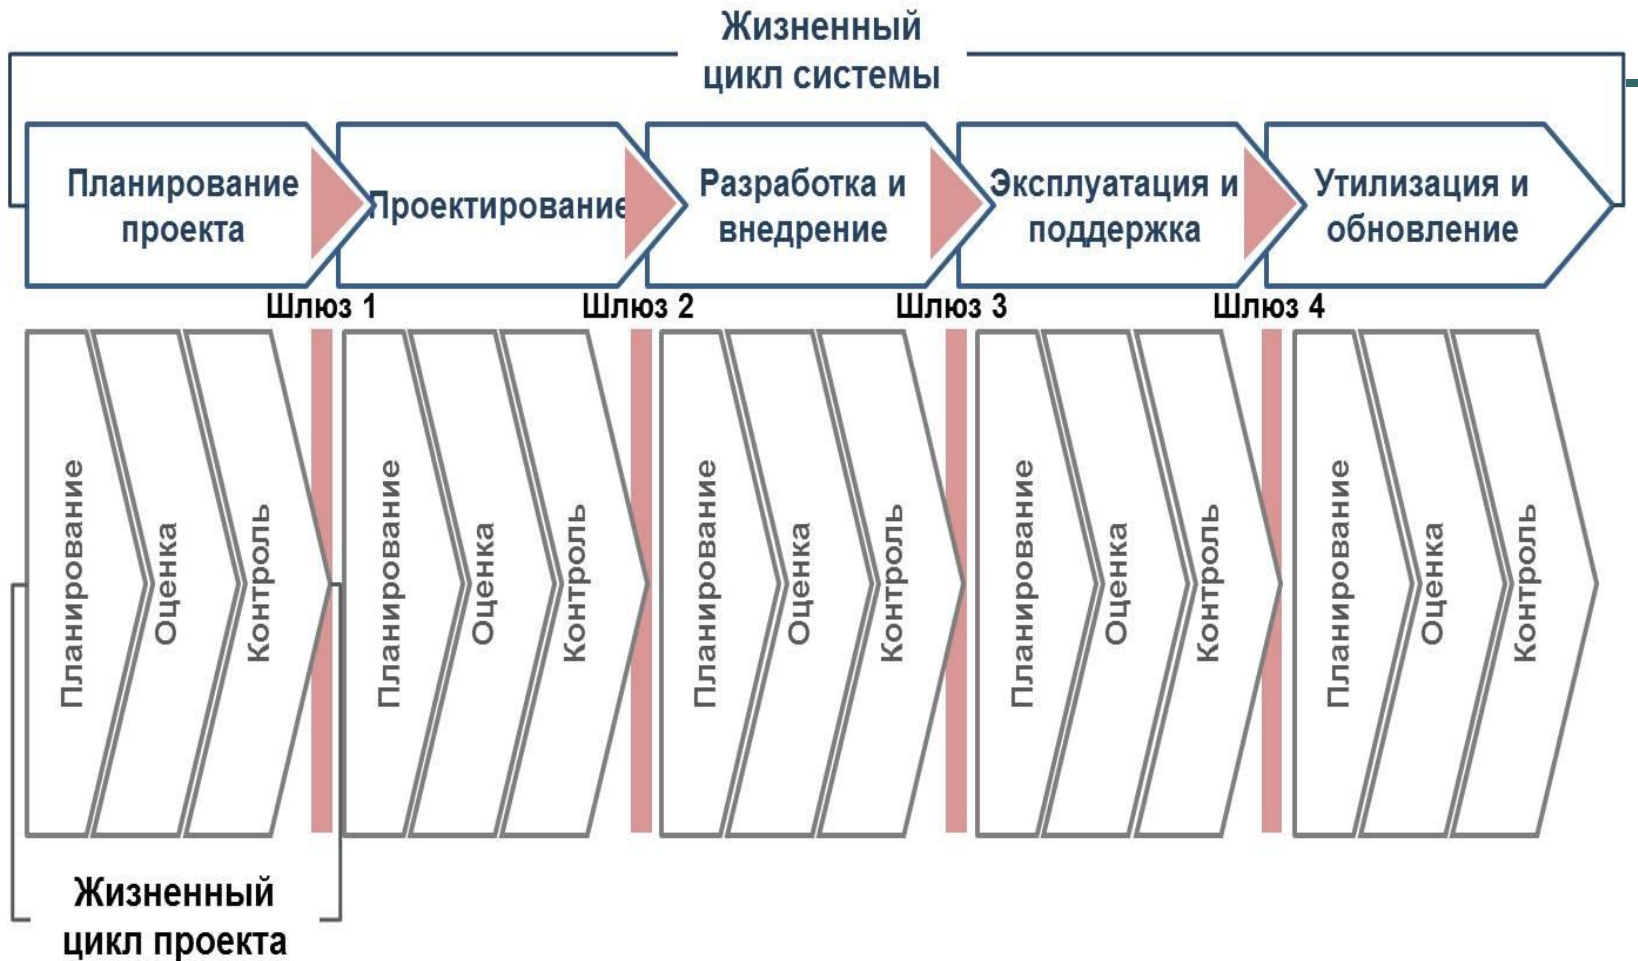 Жизненный
цикл системы
Планирование
проекта
Проектирование
Разработка и
внедрение
Эксплуатация и
поддержка
Утилизация и
обновление
Шлюз 1
Шлюз 2
Шлюз 3
Шлюз 4
Планирование
Оценка
Контроль
Планирование
Оценка
Контроль
Планирование
Оценка
Контроль
Планирование
Оценка
Контроль
Планирование
Оценка
Контроль
Жизненный
цикл проекта